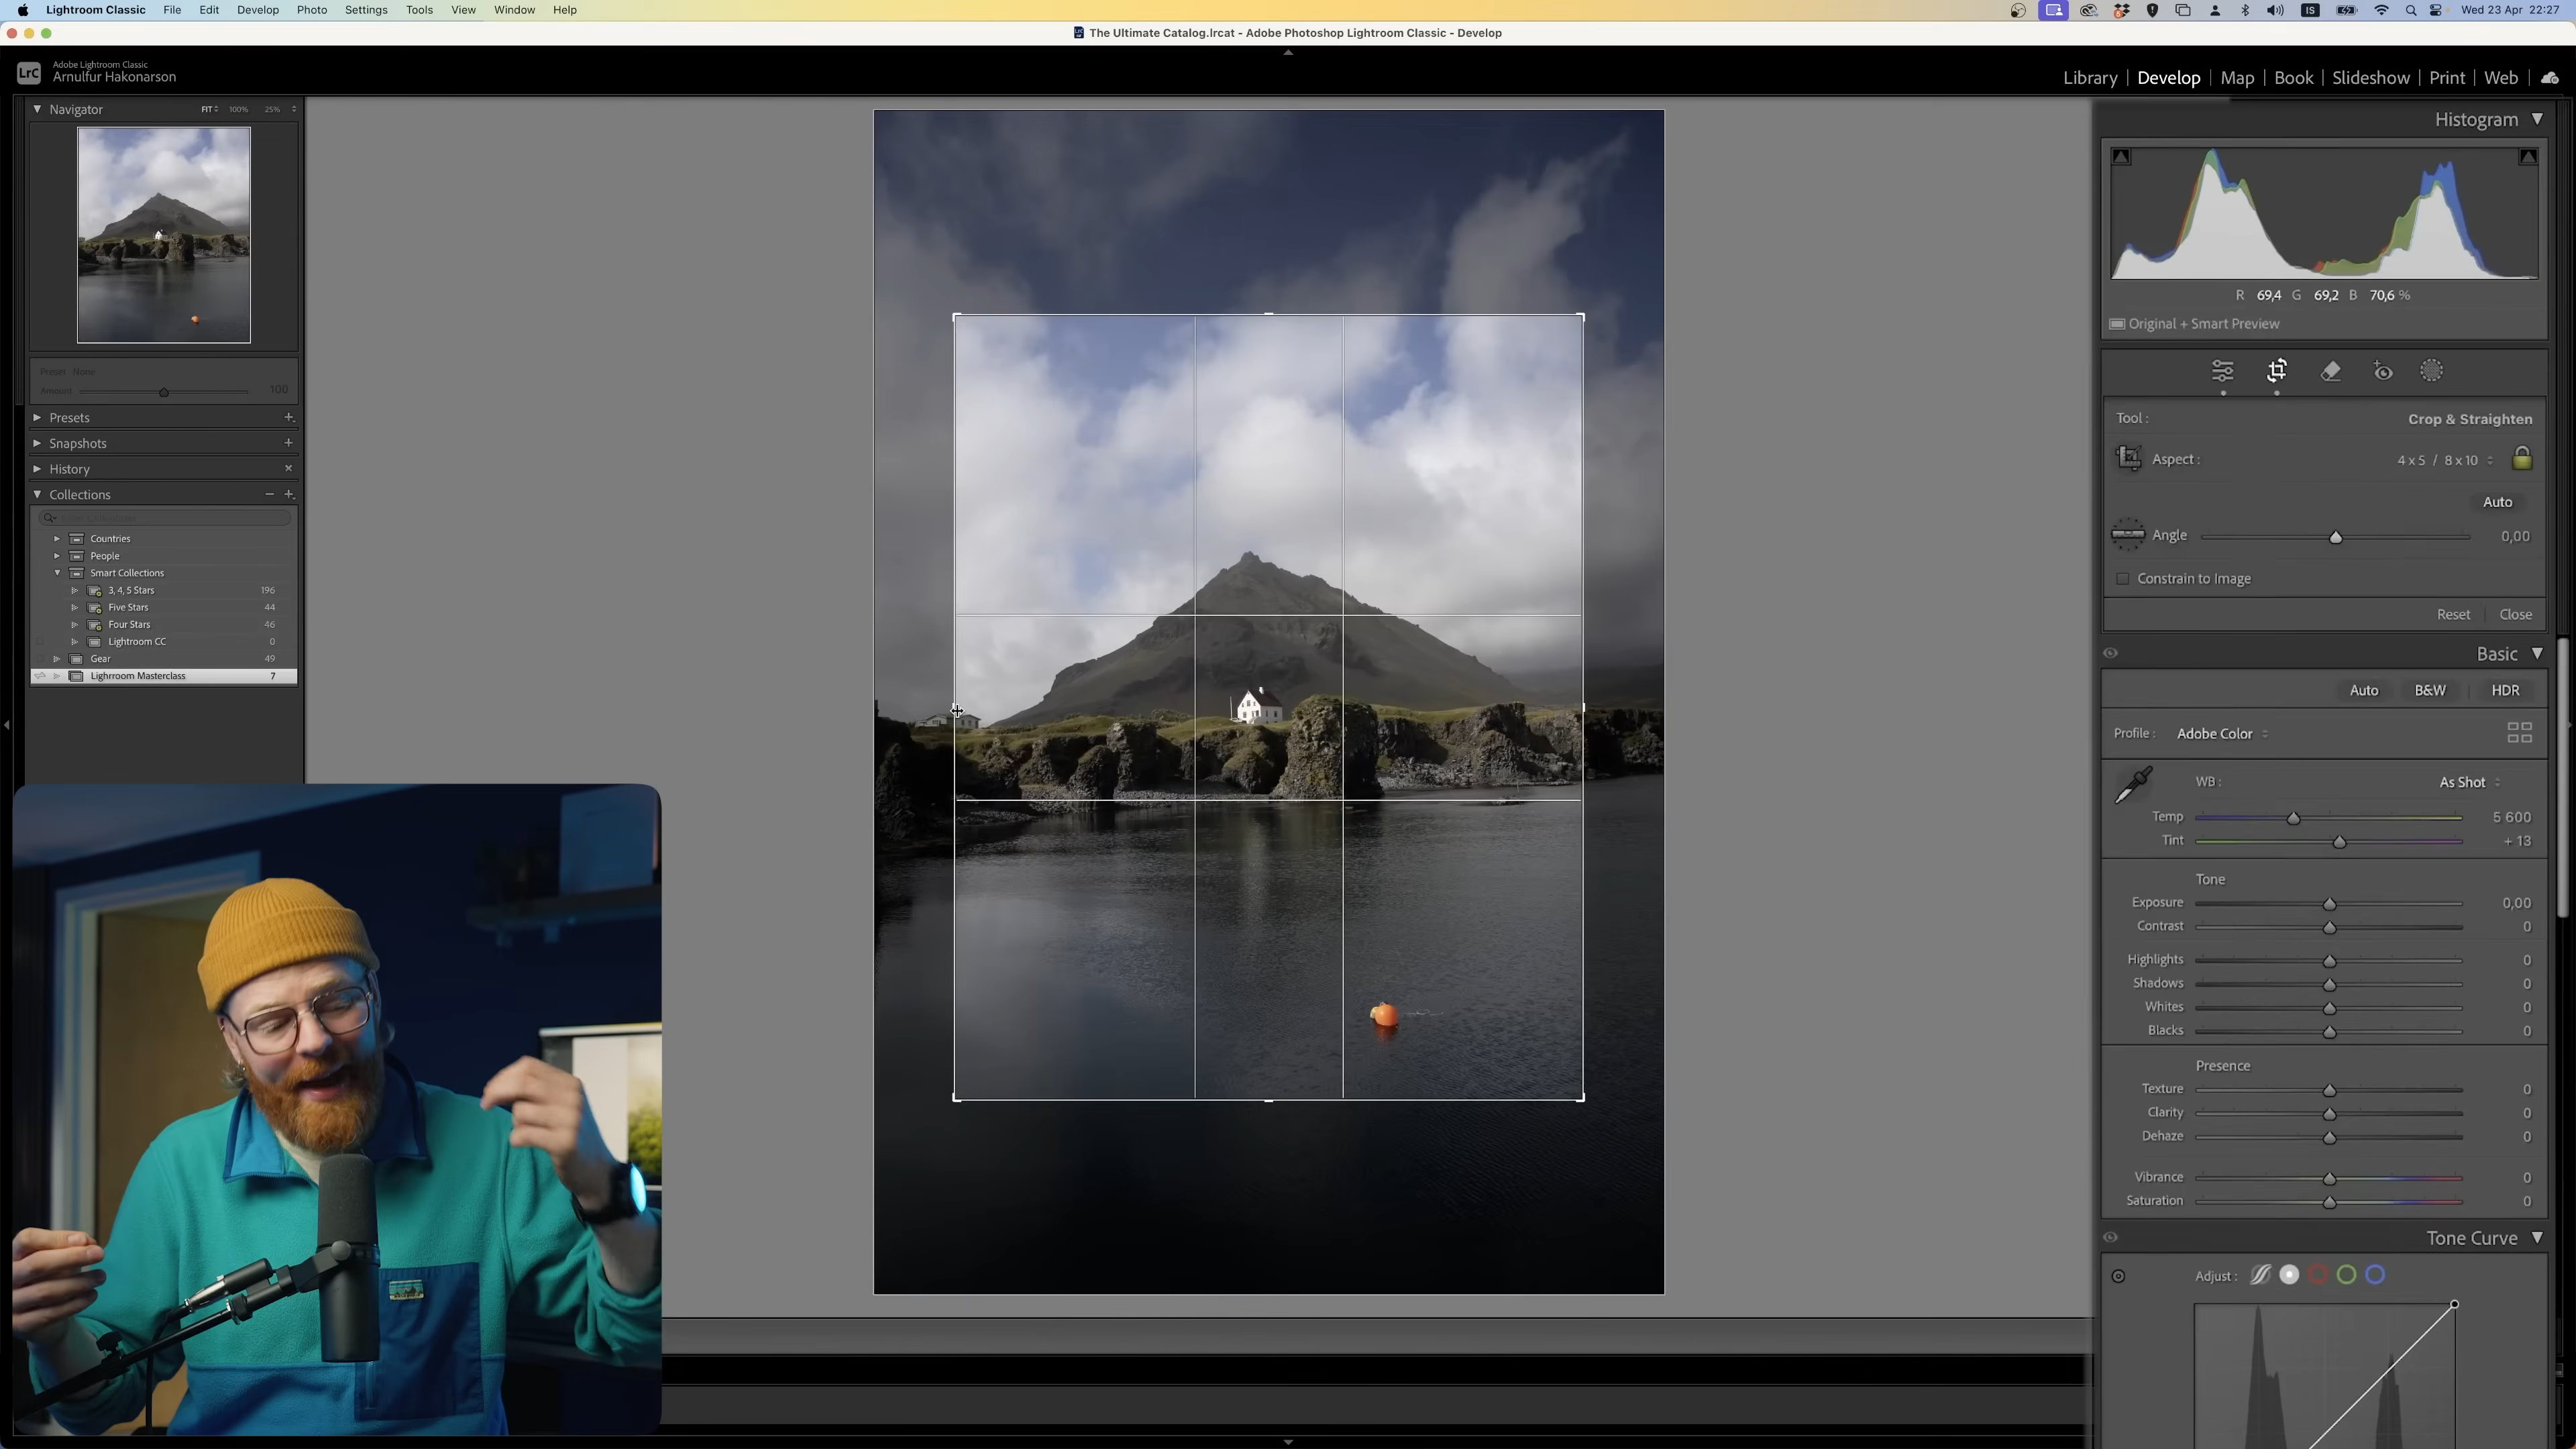 Lightroom Classic File Edit Develop Photo Settings Tools View Window Help
IS Wed 23 Apr 22:27
The Ultimate Catalog.lrcat - Adobe Photoshop Lightroom Classic - Develop
LrC
Adobe Lightroom Classic
Arnulfur Hakonarson
Library | Develop | Map | Book | Slideshow | Print | Web
Navigator FIT 100% 25%
Preset: None
Amount 100
Presets
Snapshots
History
Collections
Countries
People
Smart Collections
3, 4, 5 Stars 196
Five Stars 44
Four Stars 46
Lightroom CC 0
Gear 49
Lighrroom Masterclass 7
Histogram
R 69,4 G 69,2 B 70,6 %
Original + Smart Preview
Tool : Crop & Straighten
Aspect : 4 x 5 / 8 x 10
Auto
Angle 0,00
Constrain to Image
Reset Close
Basic
Auto B&W HDR
Profile : Adobe Color
WB : As Shot
Temp 5 600
Tint + 13
Tone
Exposure 0,00
Contrast 0
Highlights 0
Shadows 0
Whites 0
Blacks 0
Presence
Texture 0
Clarity 0
Dehaze 0
Vibrance 0
Saturation 0
Tone Curve
Adjust :